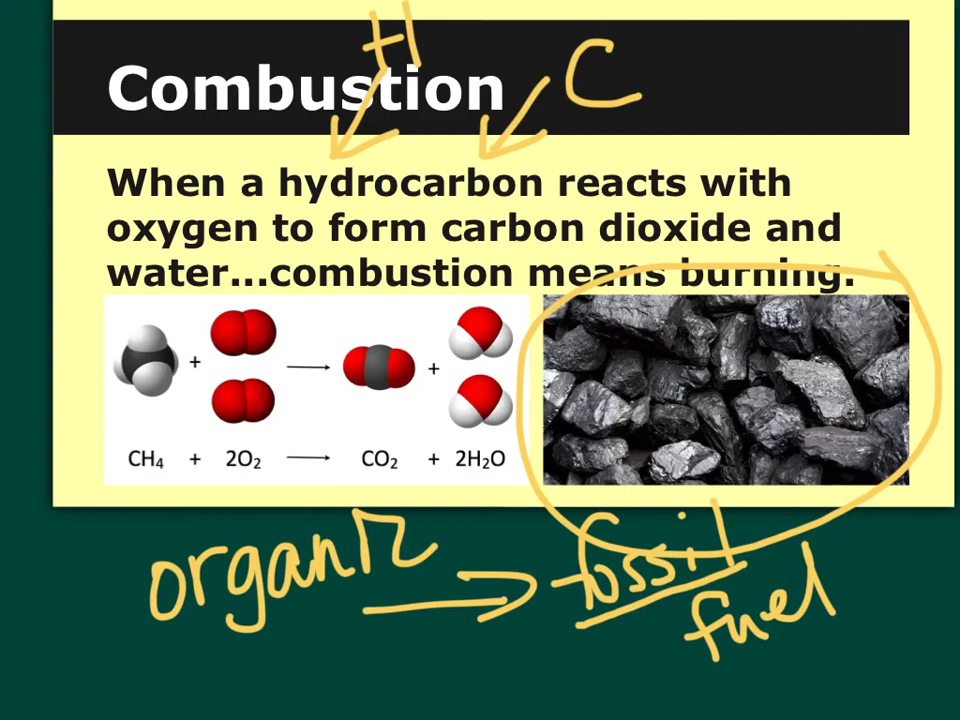 H
C
Combustion
When a hydrocarbon reacts with
oxygen to form carbon dioxide and
water...combustion means burning.
+ → +
CH₄ + 2O₂ → CO₂ + 2H₂O
organic → fossil
fuel